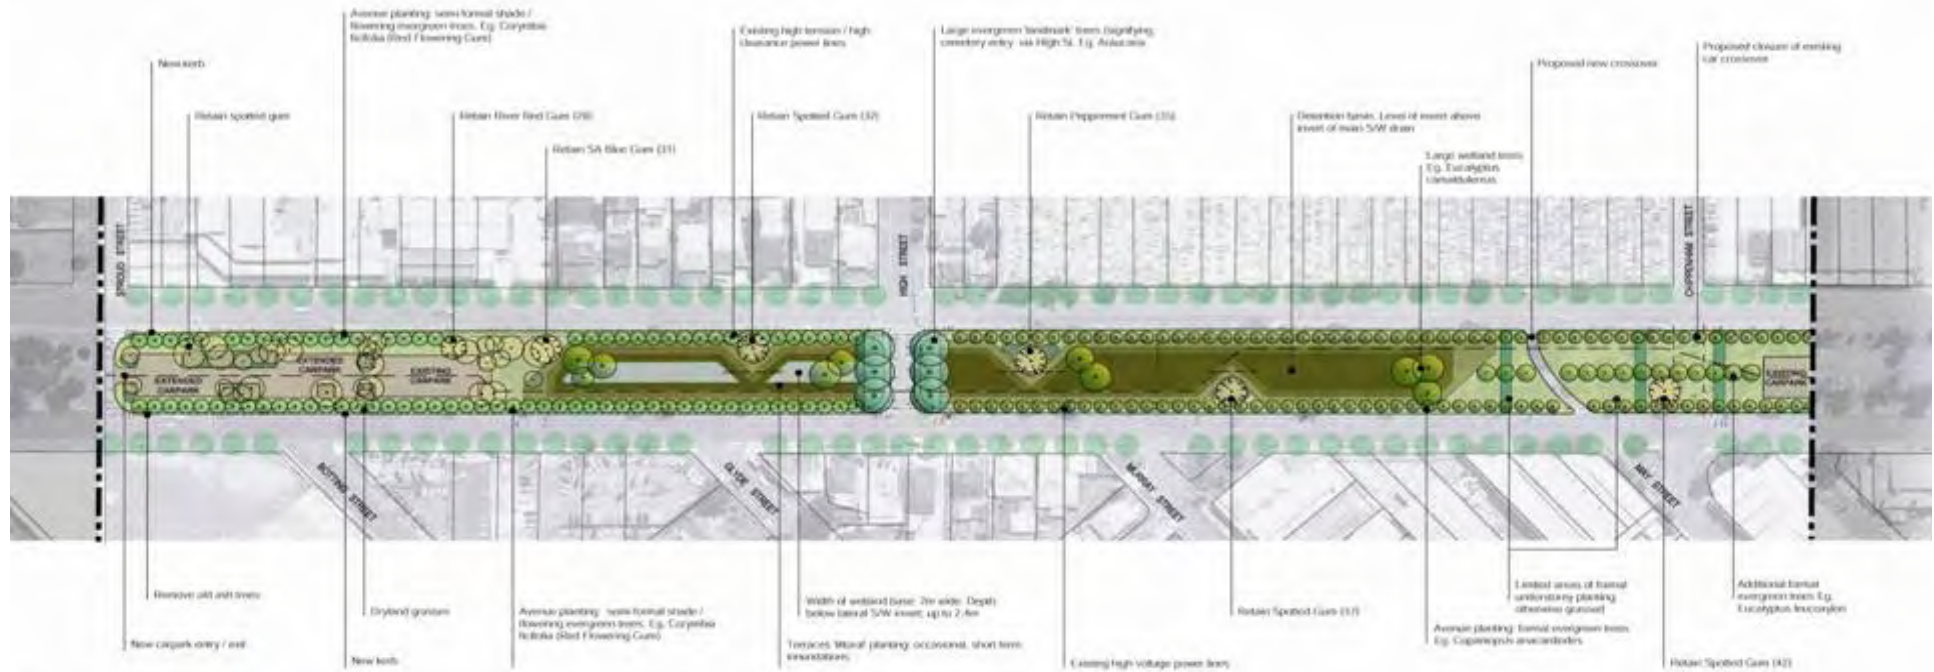 Avenue planting: semi formal shade /
flowering evergreen trees. Eg. Corymbia
ficifolia (Red Flowering Gum)
Existing high tension / high
clearance power lines
Large evergreen 'landmark' trees (signifying
cemetery entry via High St. Eg. Araucaria
Proposed closure of existing
car crossover
New kerb
Proposed new crossover
Retain spotted gum
Retain River Red Gum
Retain Spotted Gum
Retain Peppermint Gum (35)
Detention basin. Level of invert above
invert of main S/W drain
Retain SA Blue Gum (31)
Large wetland trees
Eg. Eucalyptus
camaldulensis
STROUD STREET
HIGH STREET
CHIPPENHAM STREET
EXTENDED
CARPARK
EXTENDED
CARPARK
EXISTING
CARPARK
EXISTING
CARPARK
BOTTING STREET
GLYDE STREET
MURRAY STREET
MAY STREET
Remove all ash trees
Dryland grasses
Avenue planting: semi formal shade /
flowering evergreen trees. Eg. Corymbia
ficifolia (Red Flowering Gum)
Width of wetland base: 7m wide. Depth
below lateral S/W invert: up to 2.4m
Retain Spotted Gum (37)
Limited areas of formal
understorey planting
otherwise grassed
Additional formal
evergreen trees Eg.
Eucalyptus leucoxylon
New carpark entry / exit
New kerb
Terraces 'littoral' planting: occasional, short term
inundations
Existing high voltage power lines
Avenue planting: formal evergreen trees.
Eg. Cupaniopsis anacardiodes
Retain Spotted Gum (42)